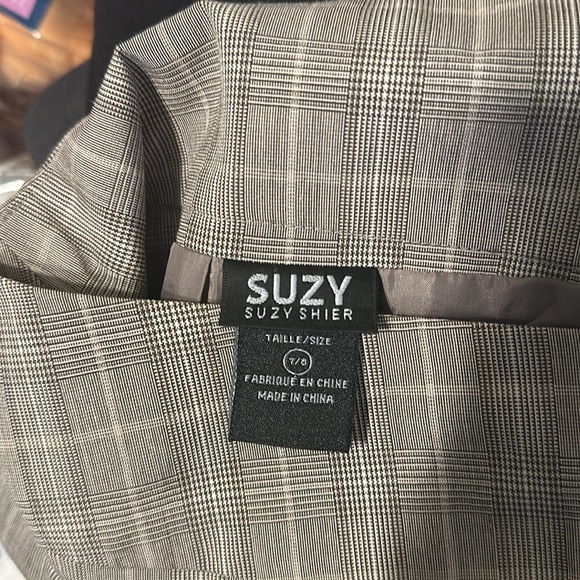 SUZY
SUZY SHIER
TAILLE/SIZE
7/8
FABRIQUÉ EN CHINE
MADE IN CHINA